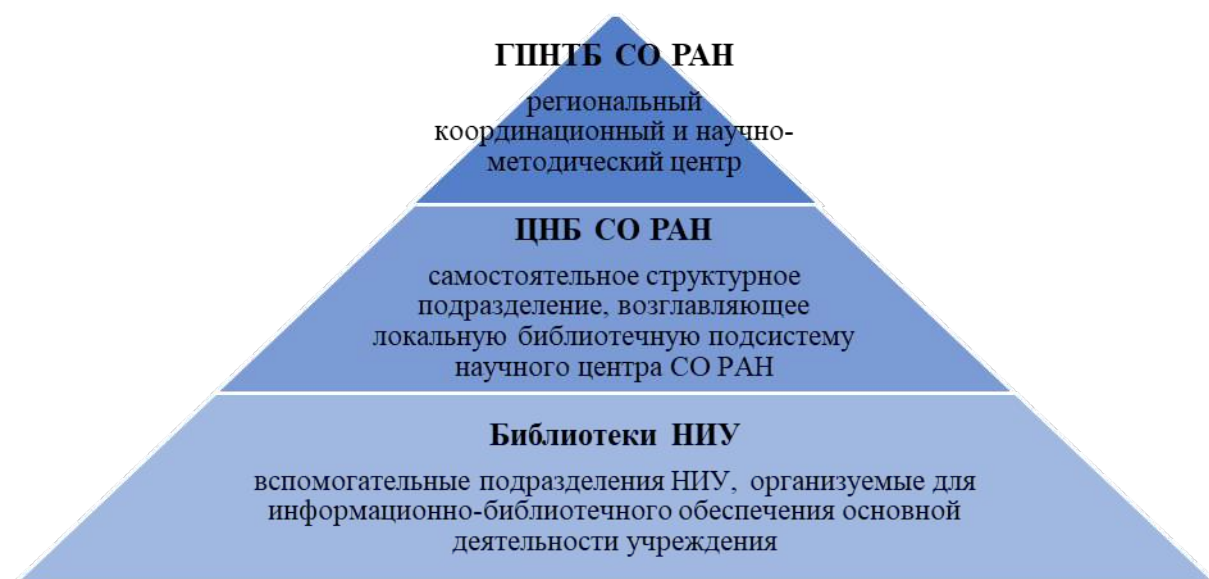 ГПНТБ СО РАН
региональный
координационный и научно-
методический центр
ЦНБ СО РАН
самостоятельное структурное
подразделение, возглавляющее
локальную библиотечную подсистему
научного центра СО РАН
Библиотеки НИУ
вспомогательные подразделения НИУ, организуемые для
информационно-библиотечного обеспечения основной
деятельности учреждения